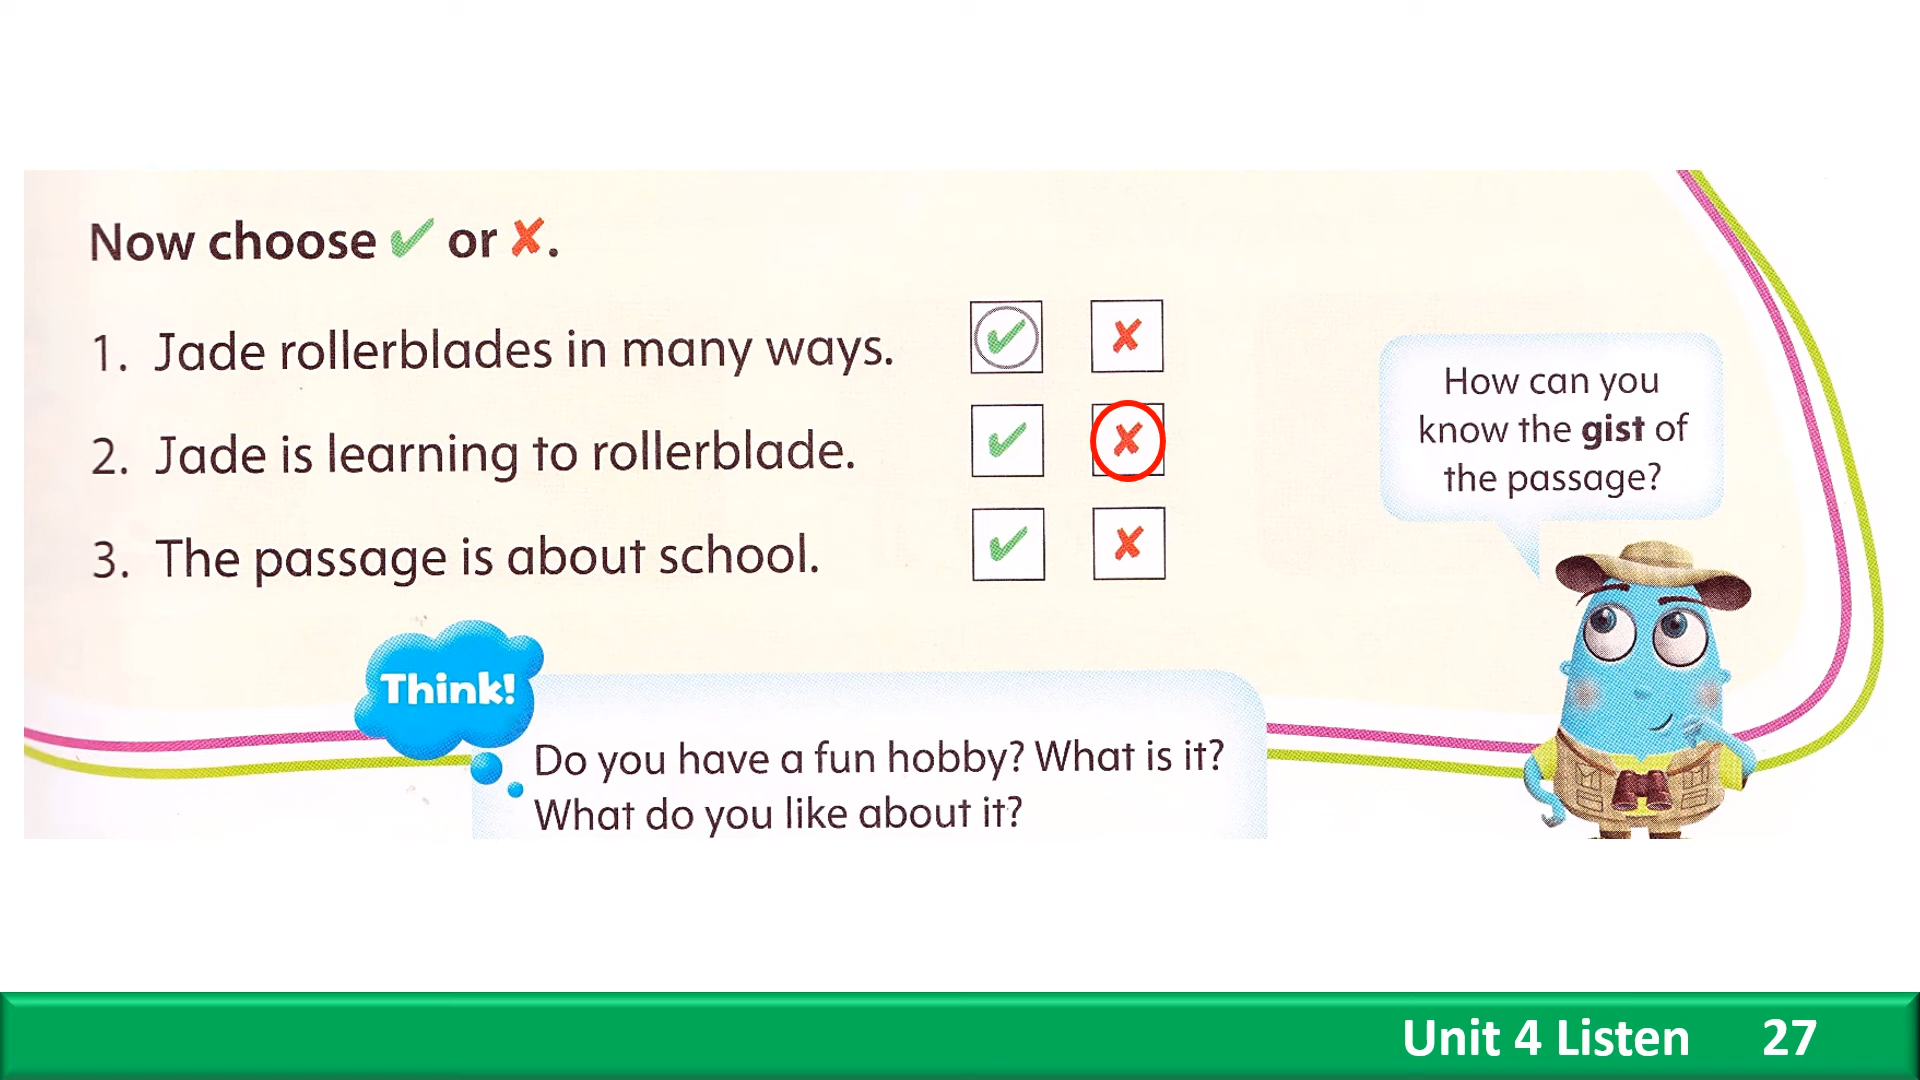 Now choose ✔ or ✘.
1. Jade rollerblades in many ways. ✔ ✘
2. Jade is learning to rollerblade. ✔ ✘
3. The passage is about school. ✔ ✘
How can you
know the gist of
the passage?
Think!
Do you have a fun hobby? What is it?
What do you like about it?
Unit 4 Listen 27